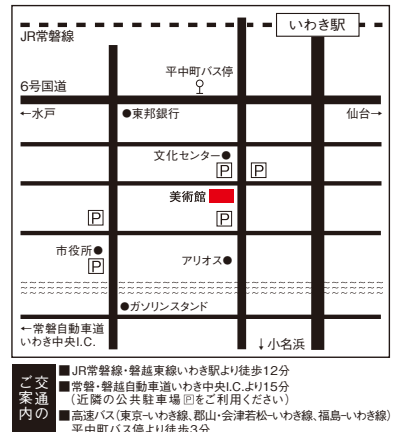 いわき駅
JR常磐線
平中町バス停
6号国道
←水戸
●東邦銀行
仙台→
文化センター●
P
P
美術館
P
P
市役所●
P
アリオス●
●ガソリンスタンド
←常磐自動車道
いわき中央I.C.
↓小名浜
交通の
ご案内
■JR常磐線・磐越東線いわき駅より徒歩12分
■常磐・磐越自動車道いわき中央I.C.より15分
（近隣の公共駐車場Pをご利用ください）
■高速バス（東京−いわき線、郡山・会津若松−いわき線、福島−いわき線）
平中町バス停より徒歩3分